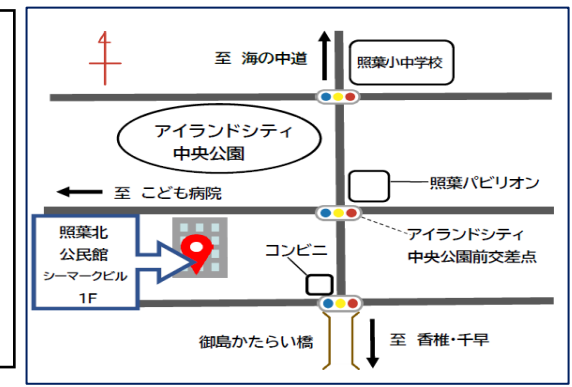 至 海の中道
照葉小中学校
アイランドシティ
中央公園
照葉パビリオン
至 こども病院
照葉北
公民館
シーマークビル
1F
アイランドシティ
中央公園前交差点
コンビニ
御島かたらい橋
至 香椎・千早